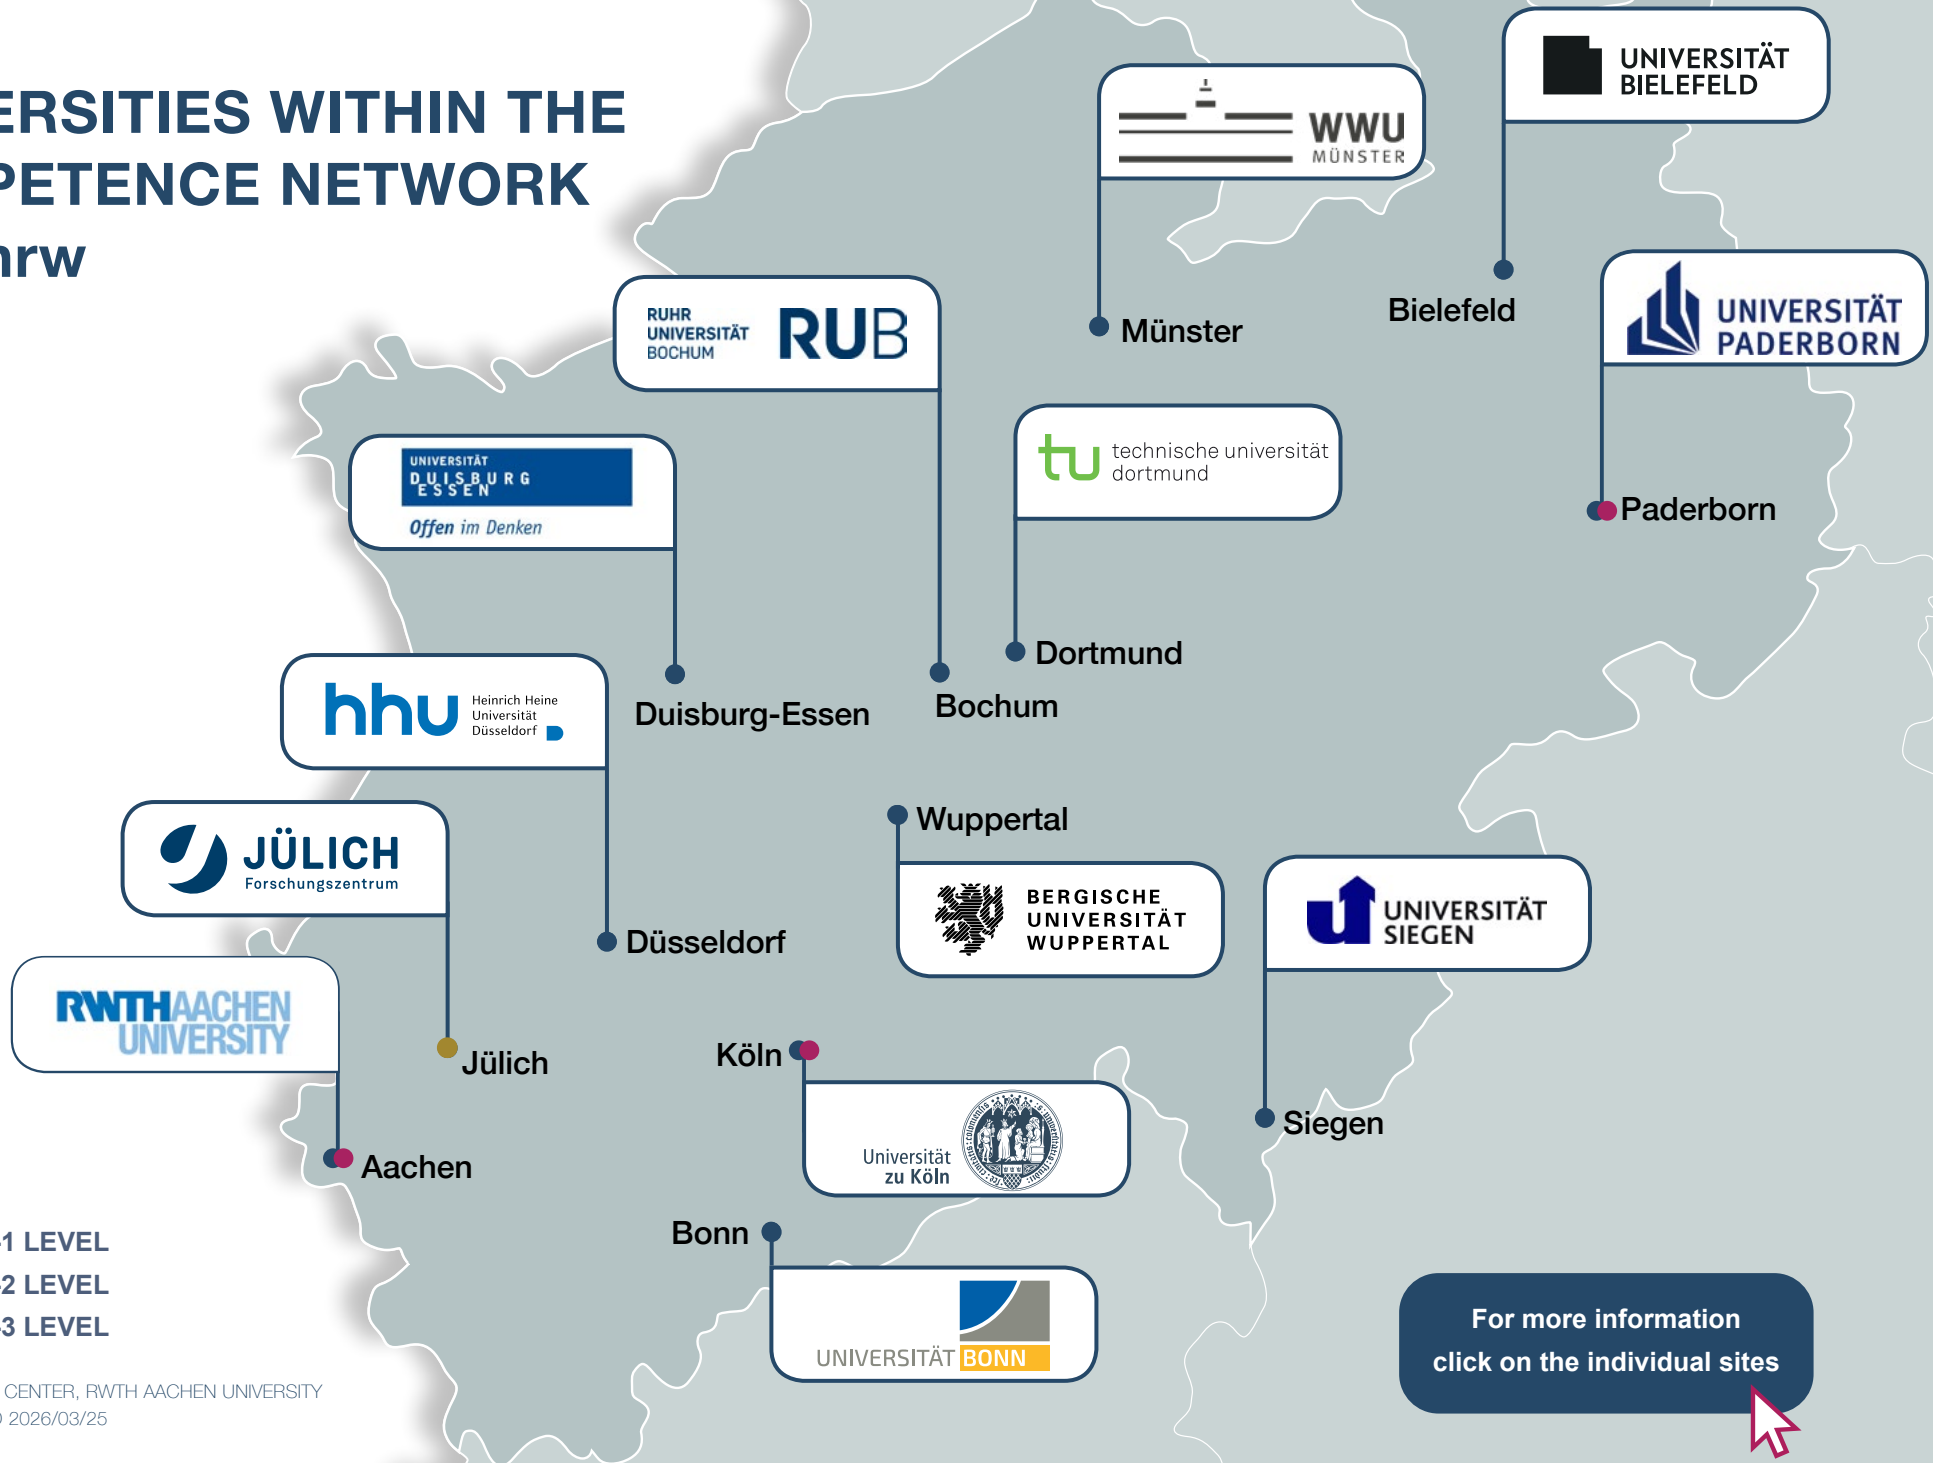 ERSITIES WITHIN THE
PETENCE NETWORK
nrw
UNIVERSITÄT
BIELEFELD
WWU
MÜNSTER
Bielefeld
Münster
UNIVERSITÄT
PADERBORN
Paderborn
RUHR
UNIVERSITÄT
BOCHUM
RUB
technische universität
dortmund
tu
UNIVERSITÄT
DUISBURG
ESSEN
Offen im Denken
Dortmund
Bochum
Duisburg-Essen
hhu
Heinrich Heine
Universität
Düsseldorf
Wuppertal
BERGISCHE
UNIVERSITÄT
WUPPERTAL
JÜLICH
Forschungszentrum
UNIVERSITÄT
SIEGEN
Düsseldorf
RWTHAACHEN
UNIVERSITY
Jülich
Köln
Universität
zu Köln
Siegen
Aachen
Bonn
UNIVERSITÄT BONN
-1 LEVEL
-2 LEVEL
-3 LEVEL
CENTER, RWTH AACHEN UNIVERSITY
2026/03/25
For more information
click on the individual sites